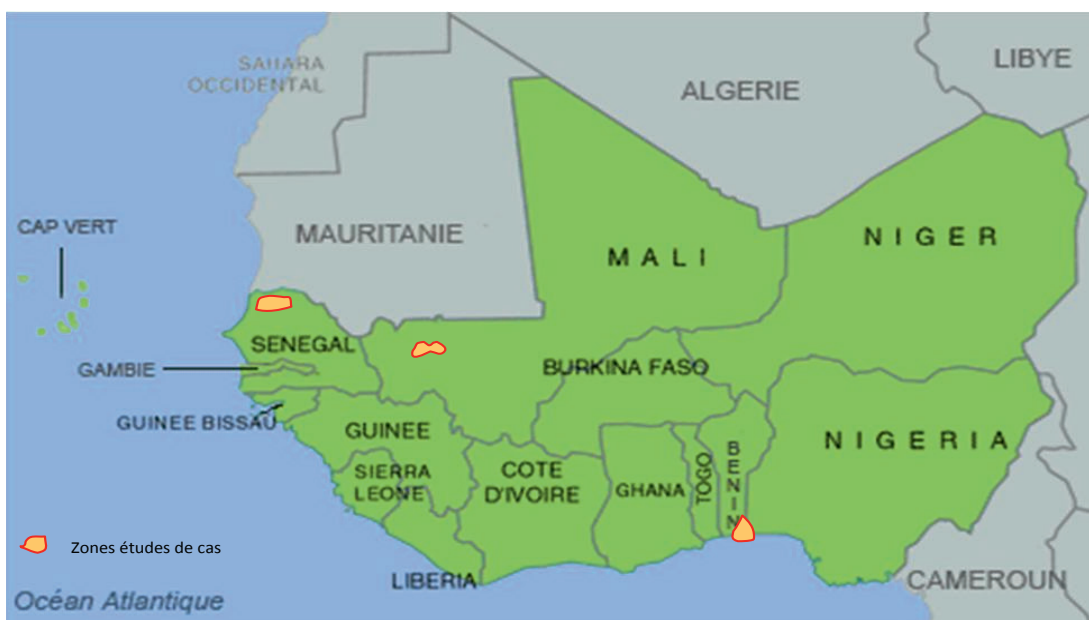 SAHARA
OCCIDENTAL
ALGERIE
LIBYE
CAP VERT
MAURITANIE
MALI
NIGER
SENEGAL
GAMBIE
BURKINA FASO
GUINEE BISSAU
GUINEE
SIERRA
LEONE
COTE
D'IVOIRE
GHANA
TOGO
BENIN
NIGERIA
Zones études de cas
LIBERIA
CAMEROUN
Océan Atlantique